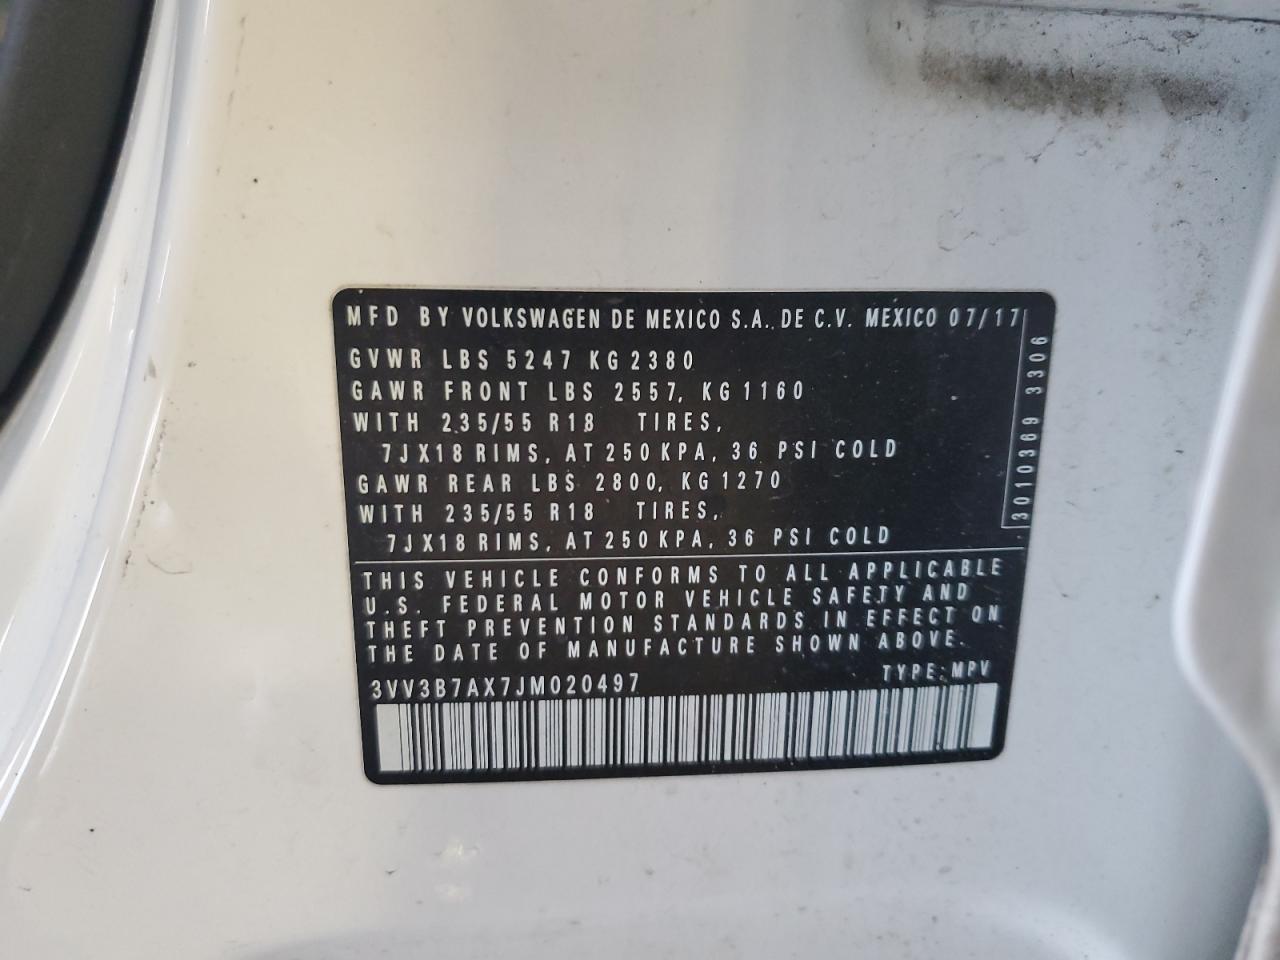 MFD BY VOLKSWAGEN DE MEXICO S.A. DE C.V. MEXICO 07/17
GVWR LBS 5247 KG 2380
GAWR FRONT LBS 2557, KG 1160
WITH 235/55 R18 TIRES,
7JX18 RIMS, AT 250 KPA, 36 PSI COLD
GAWR REAR LBS 2800, KG 1270
WITH 235/55 R18 TIRES,
7JX18 RIMS, AT 250 KPA, 36 PSI COLD
3010369 3306
THIS VEHICLE CONFORMS TO ALL APPLICABLE
U.S. FEDERAL MOTOR VEHICLE SAFETY AND
THEFT PREVENTION STANDARDS IN EFFECT ON
THE DATE OF MANUFACTURE SHOWN ABOVE.
3VV3B7AX7JM020497 TYPE: MPV